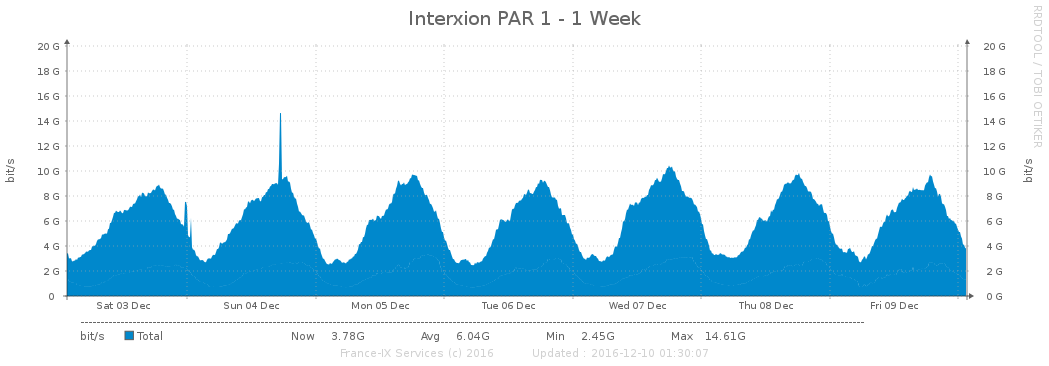 Interxion PAR 1 - 1 Week
RRDTOOL / TOBI OETIKER
bit/s
20 G 20 G
18 G 18 G
16 G 16 G
14 G 14 G
12 G 12 G
10 G 10 G
8 G 8 G
6 G 6 G
4 G 4 G
2 G 2 G
0 0 G
bit/s
Sat 03 Dec Sun 04 Dec Mon 05 Dec Tue 06 Dec Wed 07 Dec Thu 08 Dec Fri 09 Dec
bit/s Total Now 3.78G Avg 6.04G Min 2.45G Max 14.61G
France-IX Services (c) 2016 Updated : 2016-12-10 01:30:07